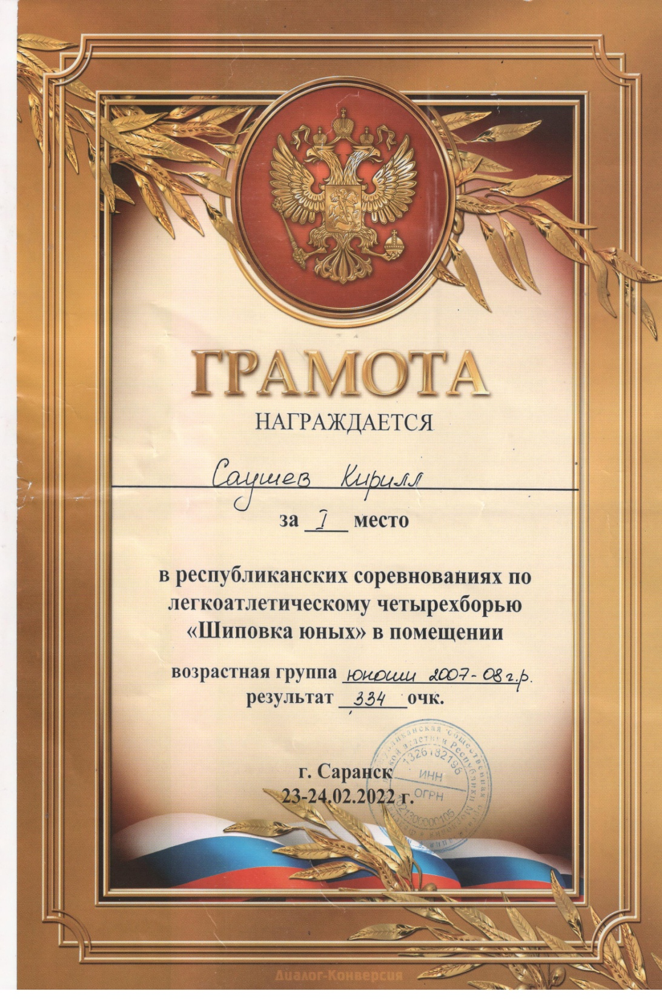 ГРАМОТА
НАГРАЖДАЕТСЯ
Саушев Кирилл
за I место
в республиканских соревнованиях по
легкоатлетическому четырехборью
«Шиповка юных» в помещении
возрастная группа юноши 2007-08 г.р.
результат 334 очк.
г. Саранск
23-24.02.2022 г.
1326182196
ИНН
ОГРН
Диалог-Конверсия